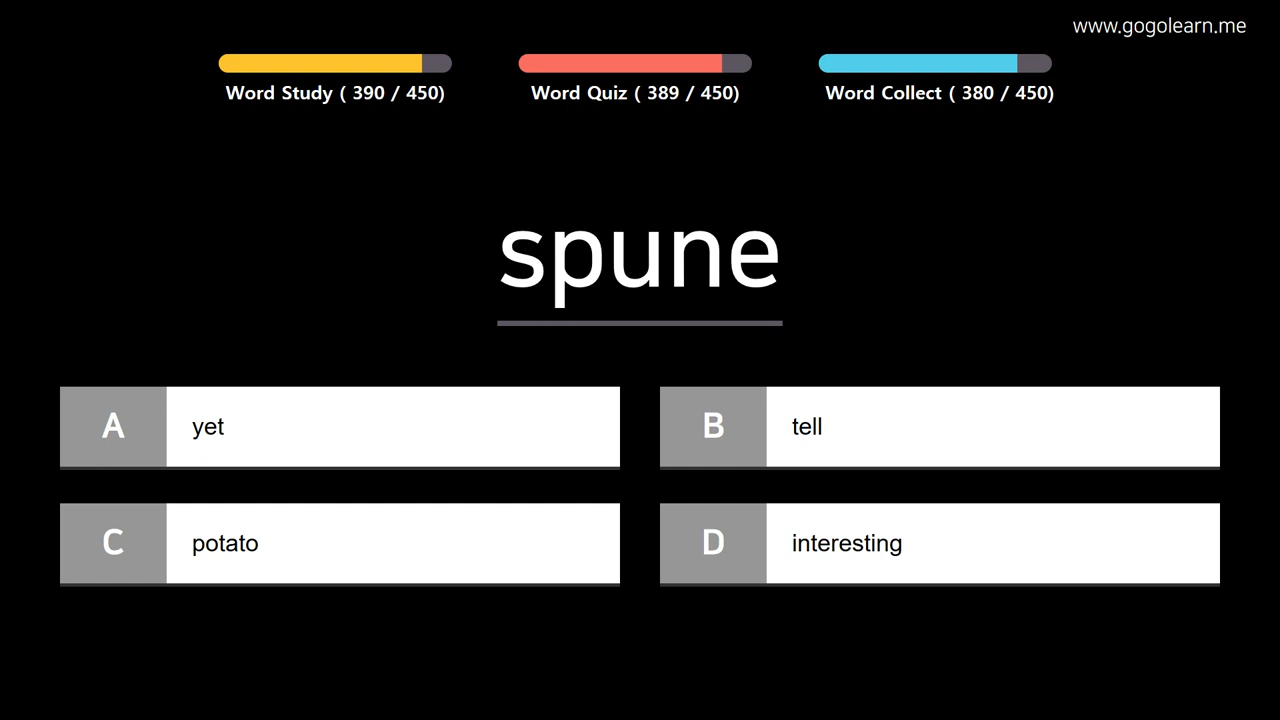 www.gogolearn.me
Word Study ( 390 / 450)
Word Quiz ( 389 / 450)
Word Collect ( 380 / 450)
spune
A yet
B tell
C potato
D interesting